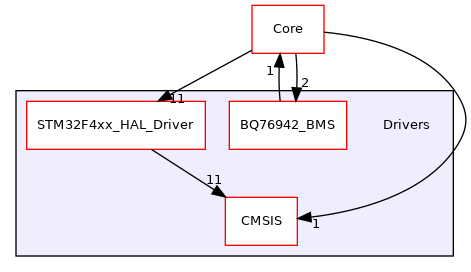 Core
1
2
11
STM32F4xx_HAL_Driver
BQ76942_BMS
Drivers
11
CMSIS
1